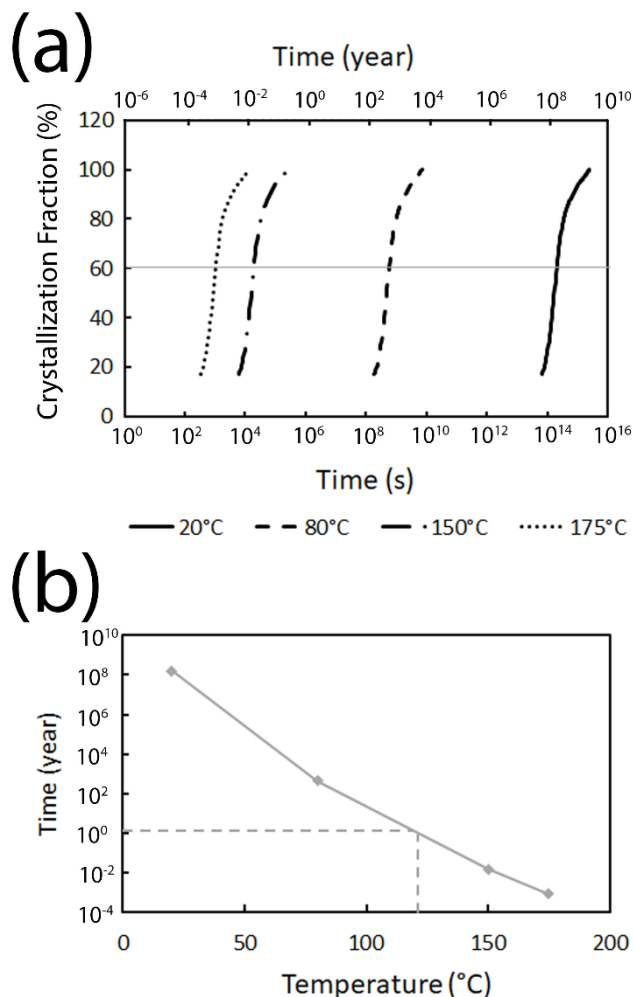 (a)
Time (year)
10⁻⁶ 10⁻⁴ 10⁻² 10⁰ 10² 10⁴ 10⁶ 10⁸ 10¹⁰
Crystallization Fraction (%)
120
100
80
60
40
20
0
10⁰ 10² 10⁴ 10⁶ 10⁸ 10¹⁰ 10¹² 10¹⁴ 10¹⁶
Time (s)
20°C 80°C 150°C 175°C
(b)
Time (year)
10¹⁰
10⁸
10⁶
10⁴
10²
10⁰
10⁻²
10⁻⁴
0 50 100 150 200
Temperature (°C)